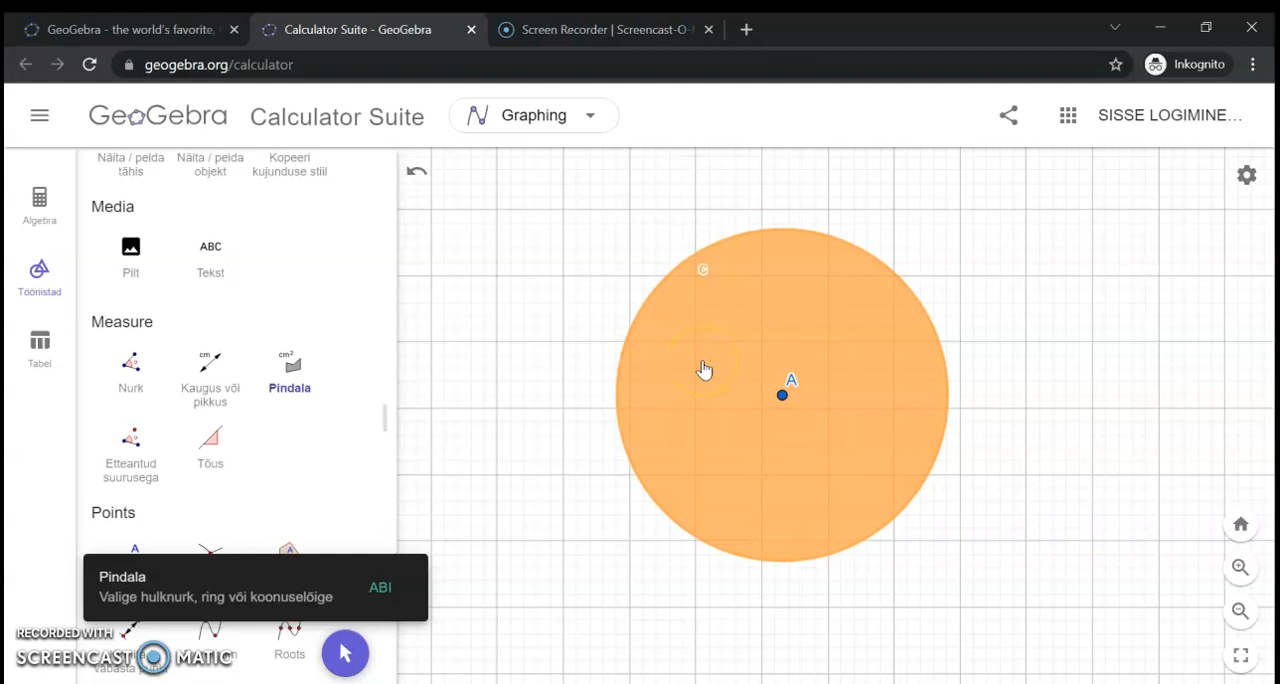 GeoGebra - the world's favorite,
Calculator Suite - GeoGebra
Screen Recorder | Screencast-O-
geogebra.org/calculator
Inkognito
GeoGebra Calculator Suite
Graphing
SISSE LOGIMINE...
Algebra
Tööriistad
Tabel
Näita / peida tähis
Näita / peida objekt
Kopeeri kujunduse stiil
Media
Pilt
ABC
Tekst
Measure
Nurk
cm
Kaugus või pikkus
cm²
Pindala
Etteantud suurusega
Tõus
Points
A
A
Pindala
Valige hulknurk, ring või koonuselõige
ABI
Roots
RECORDED WITH
SCREENCAST MATIC
c
A